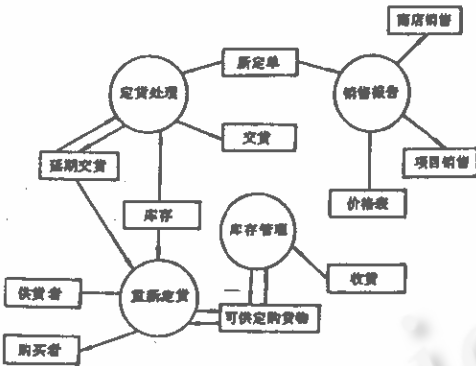 商店销售
新定单
定货处理
销售报告
交货
延期交货
项目销售
价格表
库存
库存管理
供货者
重新定货
收货
可供定购货物
购买者